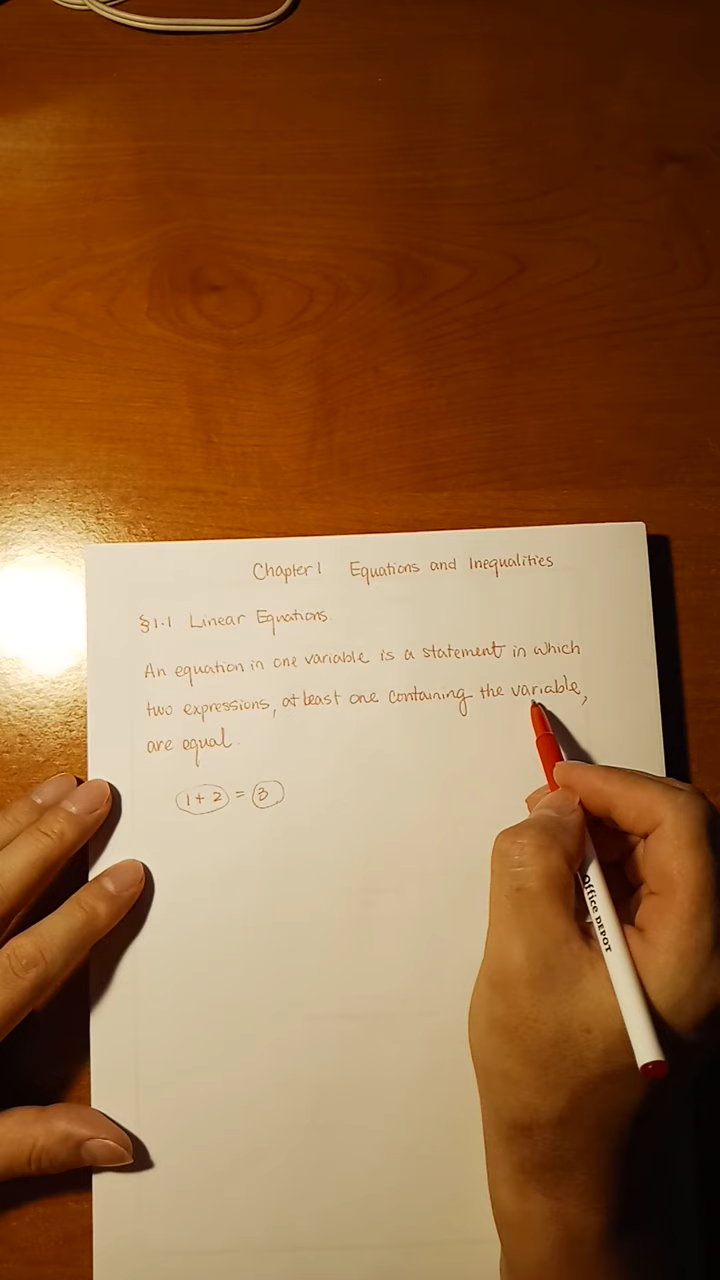 Chapter 1 Equations and Inequalities
§1.1 Linear Equations.
An equation in one variable is a statement in which
two expressions, at least one containing the variable,
are equal.
1 + 2 = 3
Office DEPOT